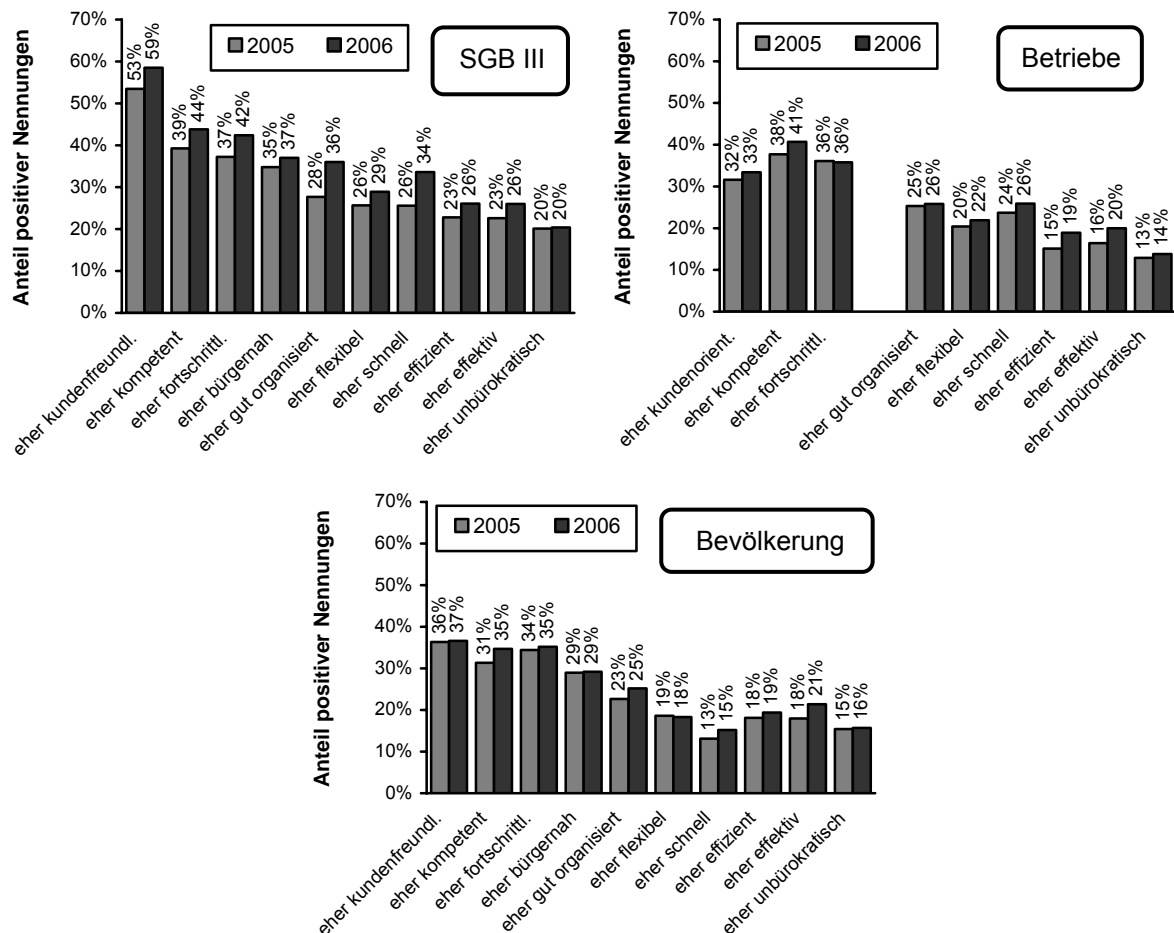 SGB III
2005 2006
Anteil positiver Nennungen
70%
60%
50%
40%
30%
20%
10%
0%
53% 59%
39% 44%
37% 42%
35% 37%
28% 36%
26% 29%
26% 34%
23% 26%
23% 26%
20% 20%
eher kundenfreundl.
eher kompetent
eher fortschrittl.
eher bürgernah
eher gut organisiert
eher flexibel
eher schnell
eher effizient
eher effektiv
eher unbürokratisch
Betriebe
2005 2006
Anteil positiver Nennungen
70%
60%
50%
40%
30%
20%
10%
0%
32% 33%
38% 41%
36% 36%
25% 26%
20% 22%
24% 26%
15% 19%
16% 20%
13% 14%
eher kundenorient.
eher kompetent
eher fortschrittl.
eher gut organisiert
eher flexibel
eher schnell
eher effizient
eher effektiv
eher unbürokratisch
Bevölkerung
2005 2006
Anteil positiver Nennungen
70%
60%
50%
40%
30%
20%
10%
0%
36% 37%
31% 35%
34% 35%
29% 29%
23% 25%
19% 18%
13% 15%
18% 19%
18% 21%
15% 16%
eher kundenfreundl.
eher kompetent
eher fortschrittl.
eher bürgernah
eher gut organisiert
eher flexibel
eher schnell
eher effizient
eher effektiv
eher unbürokratisch